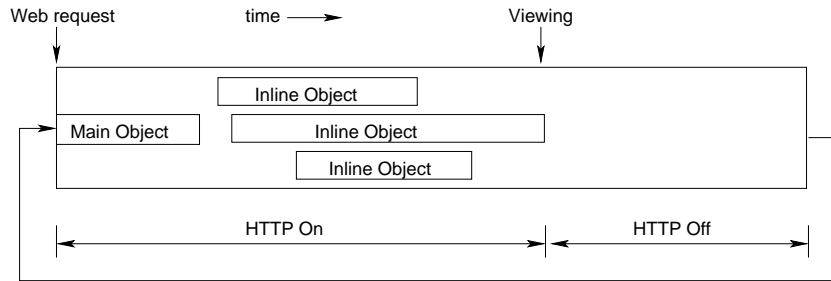 Web request
time
Viewing
Inline Object
Main Object
Inline Object
Inline Object
HTTP On
HTTP Off